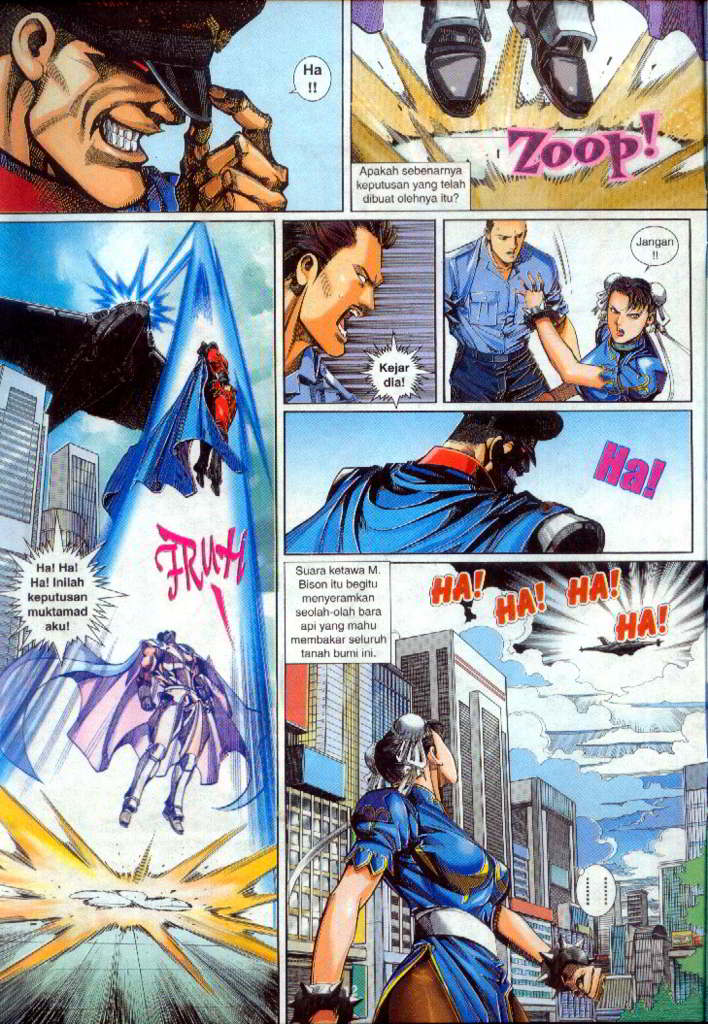 Ha
!!
Zoop!
Apakah sebenarnya
keputusan yang telah
dibuat olehnya itu?
Kejar
dia!
Jangan
!!
Ha! Ha!
Ha! Inilah
keputusan
muktamad
aku!
FRUH
!
Ha!
Suara ketawa M.
Bison itu begitu
menyeramkan
seolah-olah bara
api yang mahu
membakar seluruh
tanah bumi ini.
HA! HA! HA! HA!